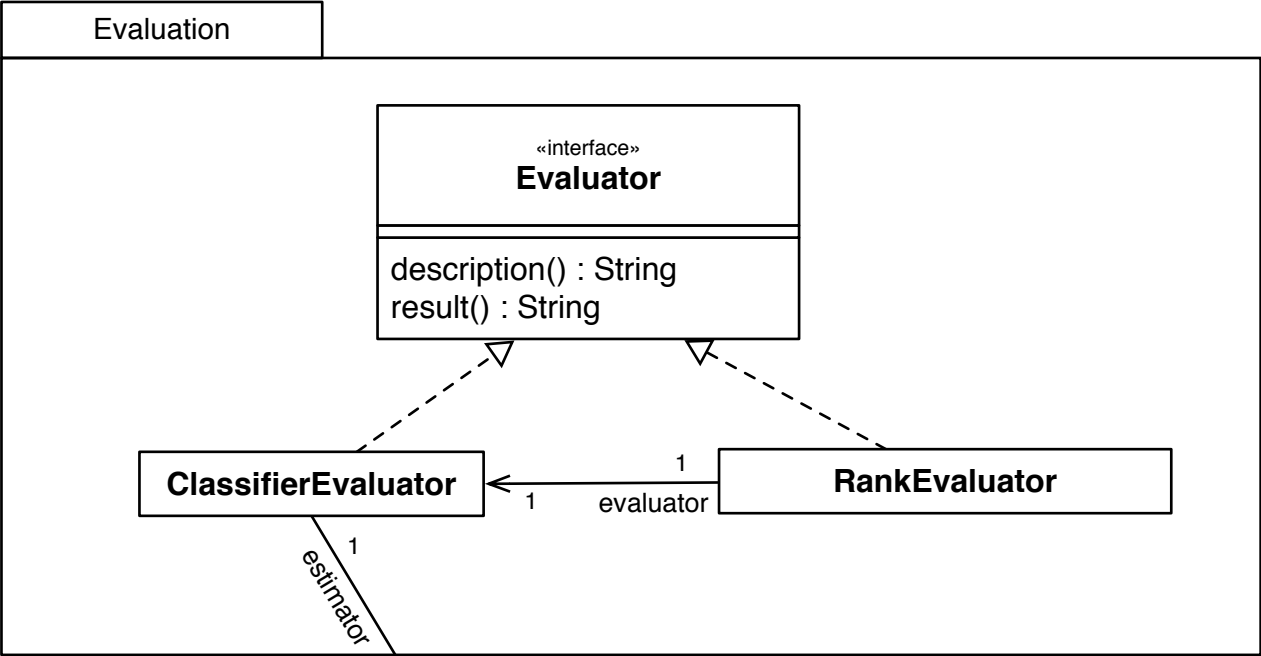 Evaluation
«interface»
Evaluator
description() : String
result() : String
ClassifierEvaluator
1
1
evaluator
RankEvaluator
1
estimator